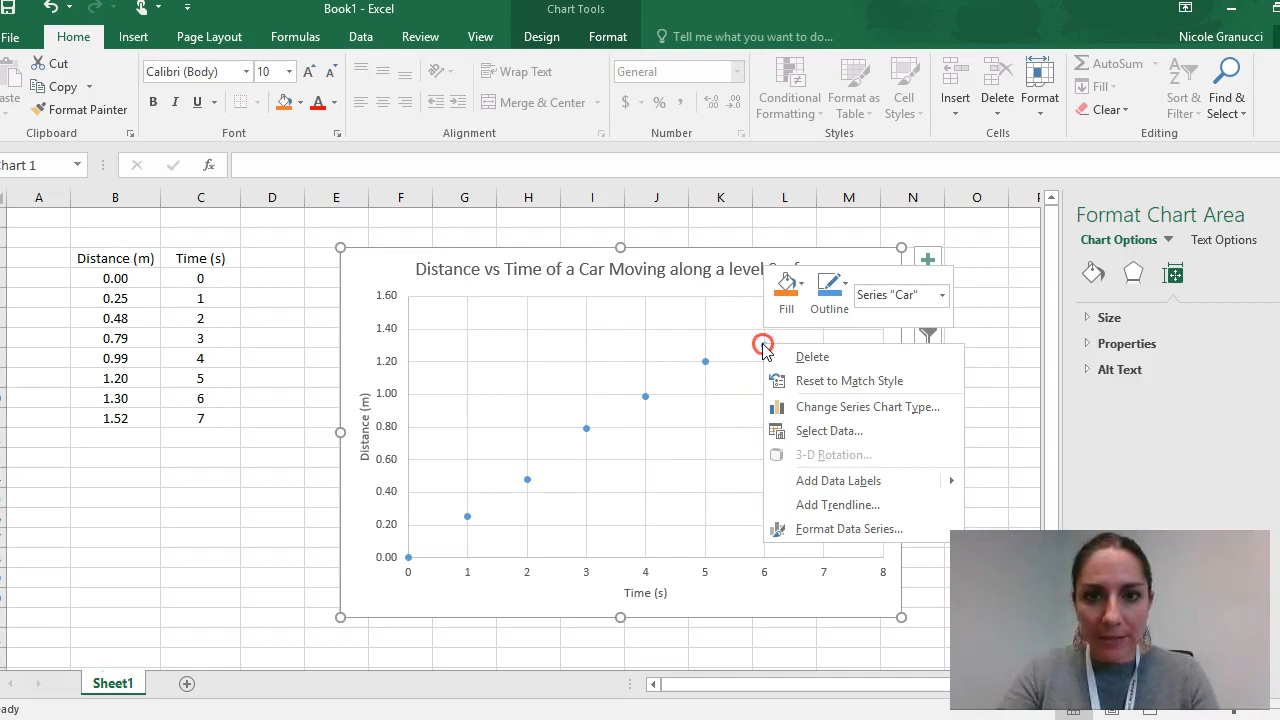 Book1 - Excel
Chart Tools
File
Home
Insert
Page Layout
Formulas
Data
Review
View
Design
Format
Tell me what you want to do...
Nicole Granucci
Cut
Copy
Format Painter
Clipboard
Calibri (Body)
10
B
I
U
A
A
A
Font
Wrap Text
Merge & Center
Alignment
General
$
%
Number
Conditional
Formatting
Format as
Table
Cell
Styles
Styles
Insert
Delete
Format
Cells
AutoSum
Fill
Clear
Sort &
Filter
Find &
Select
Editing
hart 1
fx
A B C D E F G H I J K L M N O
Distance (m) Time (s)
0.00 0
0.25 1
0.48 2
0.79 3
0.99 4
1.20 5
1.30 6
1.52 7
Distance vs Time of a Car Moving along a level
1.60
1.40
1.20
1.00
0.80
0.60
0.40
0.20
0.00
Distance (m)
0 1 2 3 4 5 6 7 8
Time (s)
Fill
Outline
Series "Car"
Delete
Reset to Match Style
Change Series Chart Type...
Select Data...
3-D Rotation...
Add Data Labels
Add Trendline...
Format Data Series...
Format Chart Area
Chart Options
Text Options
Size
Properties
Alt Text
Sheet1
eady